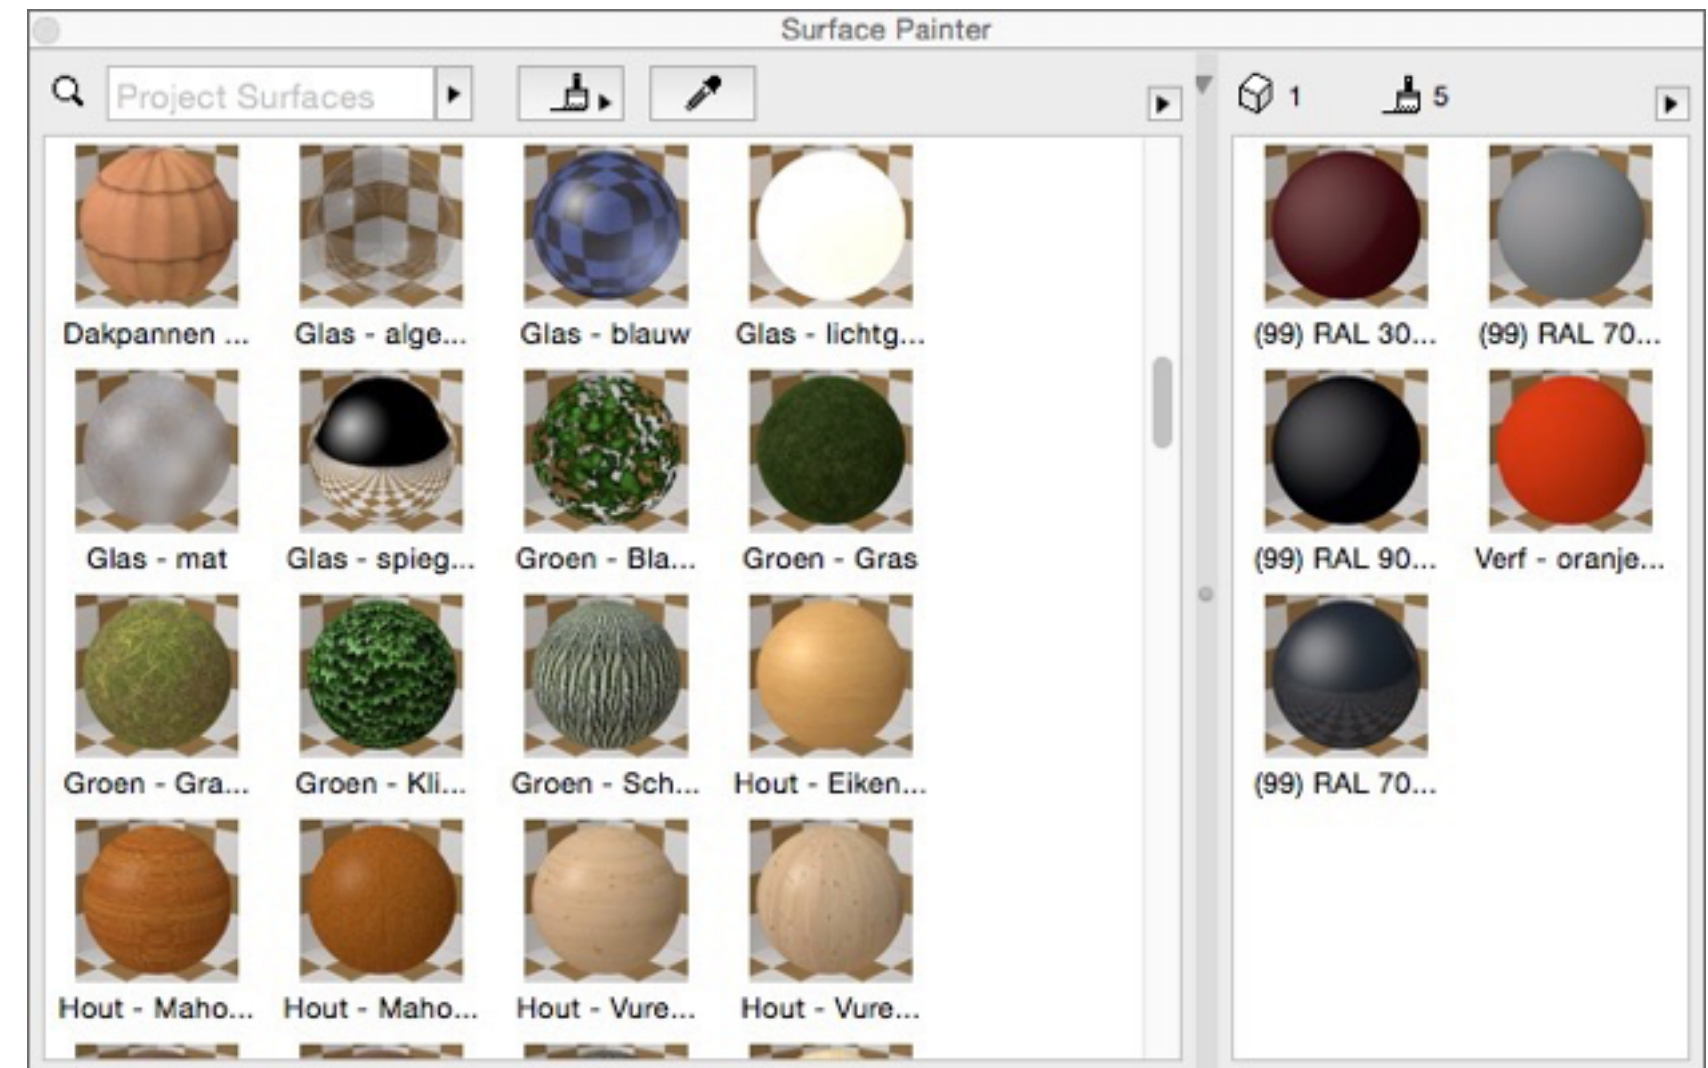 Surface Painter
Project Surfaces
1
5
Dakpannen ...
Glas - alge...
Glas - blauw
Glas - lichtg...
Glas - mat
Glas - spieg...
Groen - Bla...
Groen - Gras
Groen - Gra...
Groen - Kli...
Groen - Sch...
Hout - Eiken...
Hout - Maho...
Hout - Maho...
Hout - Vure...
Hout - Vure...
(99) RAL 30...
(99) RAL 70...
(99) RAL 90...
Verf - oranje...
(99) RAL 70...